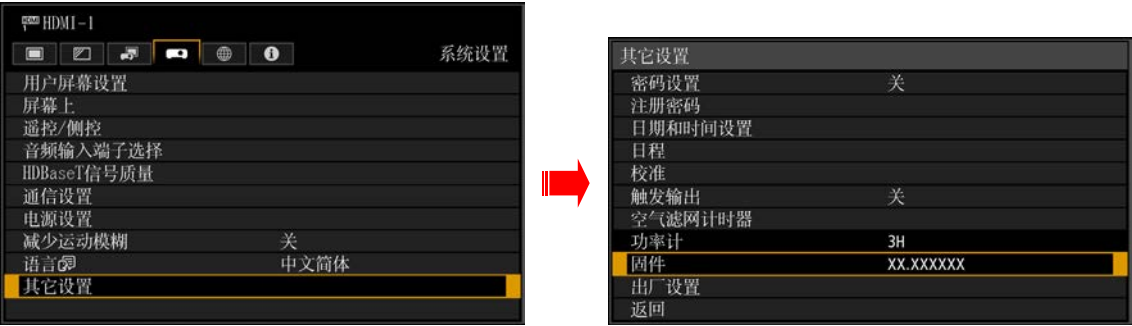 HDMI HDMI-1
系统设置
用户屏幕设置
屏幕上
遥控/侧控
音频输入端子选择
HDBaseT信号质量
通信设置
电源设置
减少运动模糊 关
语言 中文简体
其它设置
其它设置
密码设置 关
注册密码
日期和时间设置
日程
校准
触发输出 关
空气滤网计时器
功率计 3H
固件 XX.XXXXXX
出厂设置
返回